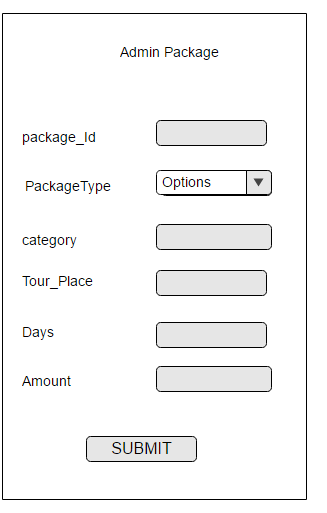 Admin Package
package_Id
PackageType
Options
category
Tour_Place
Days
Amount
SUBMIT